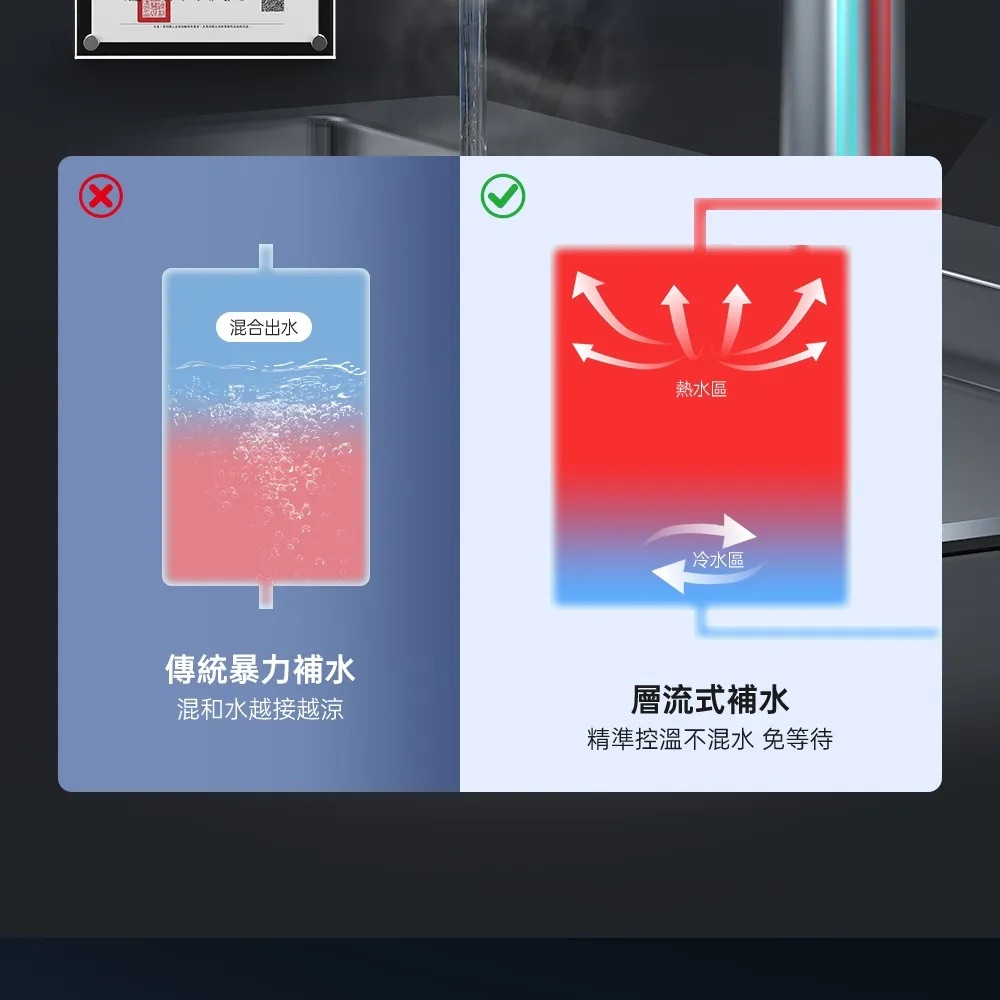 混合出水
傳統暴力補水
混和水越接越涼
熱水區
冷水區
層流式補水
精準控溫不混水 免等待